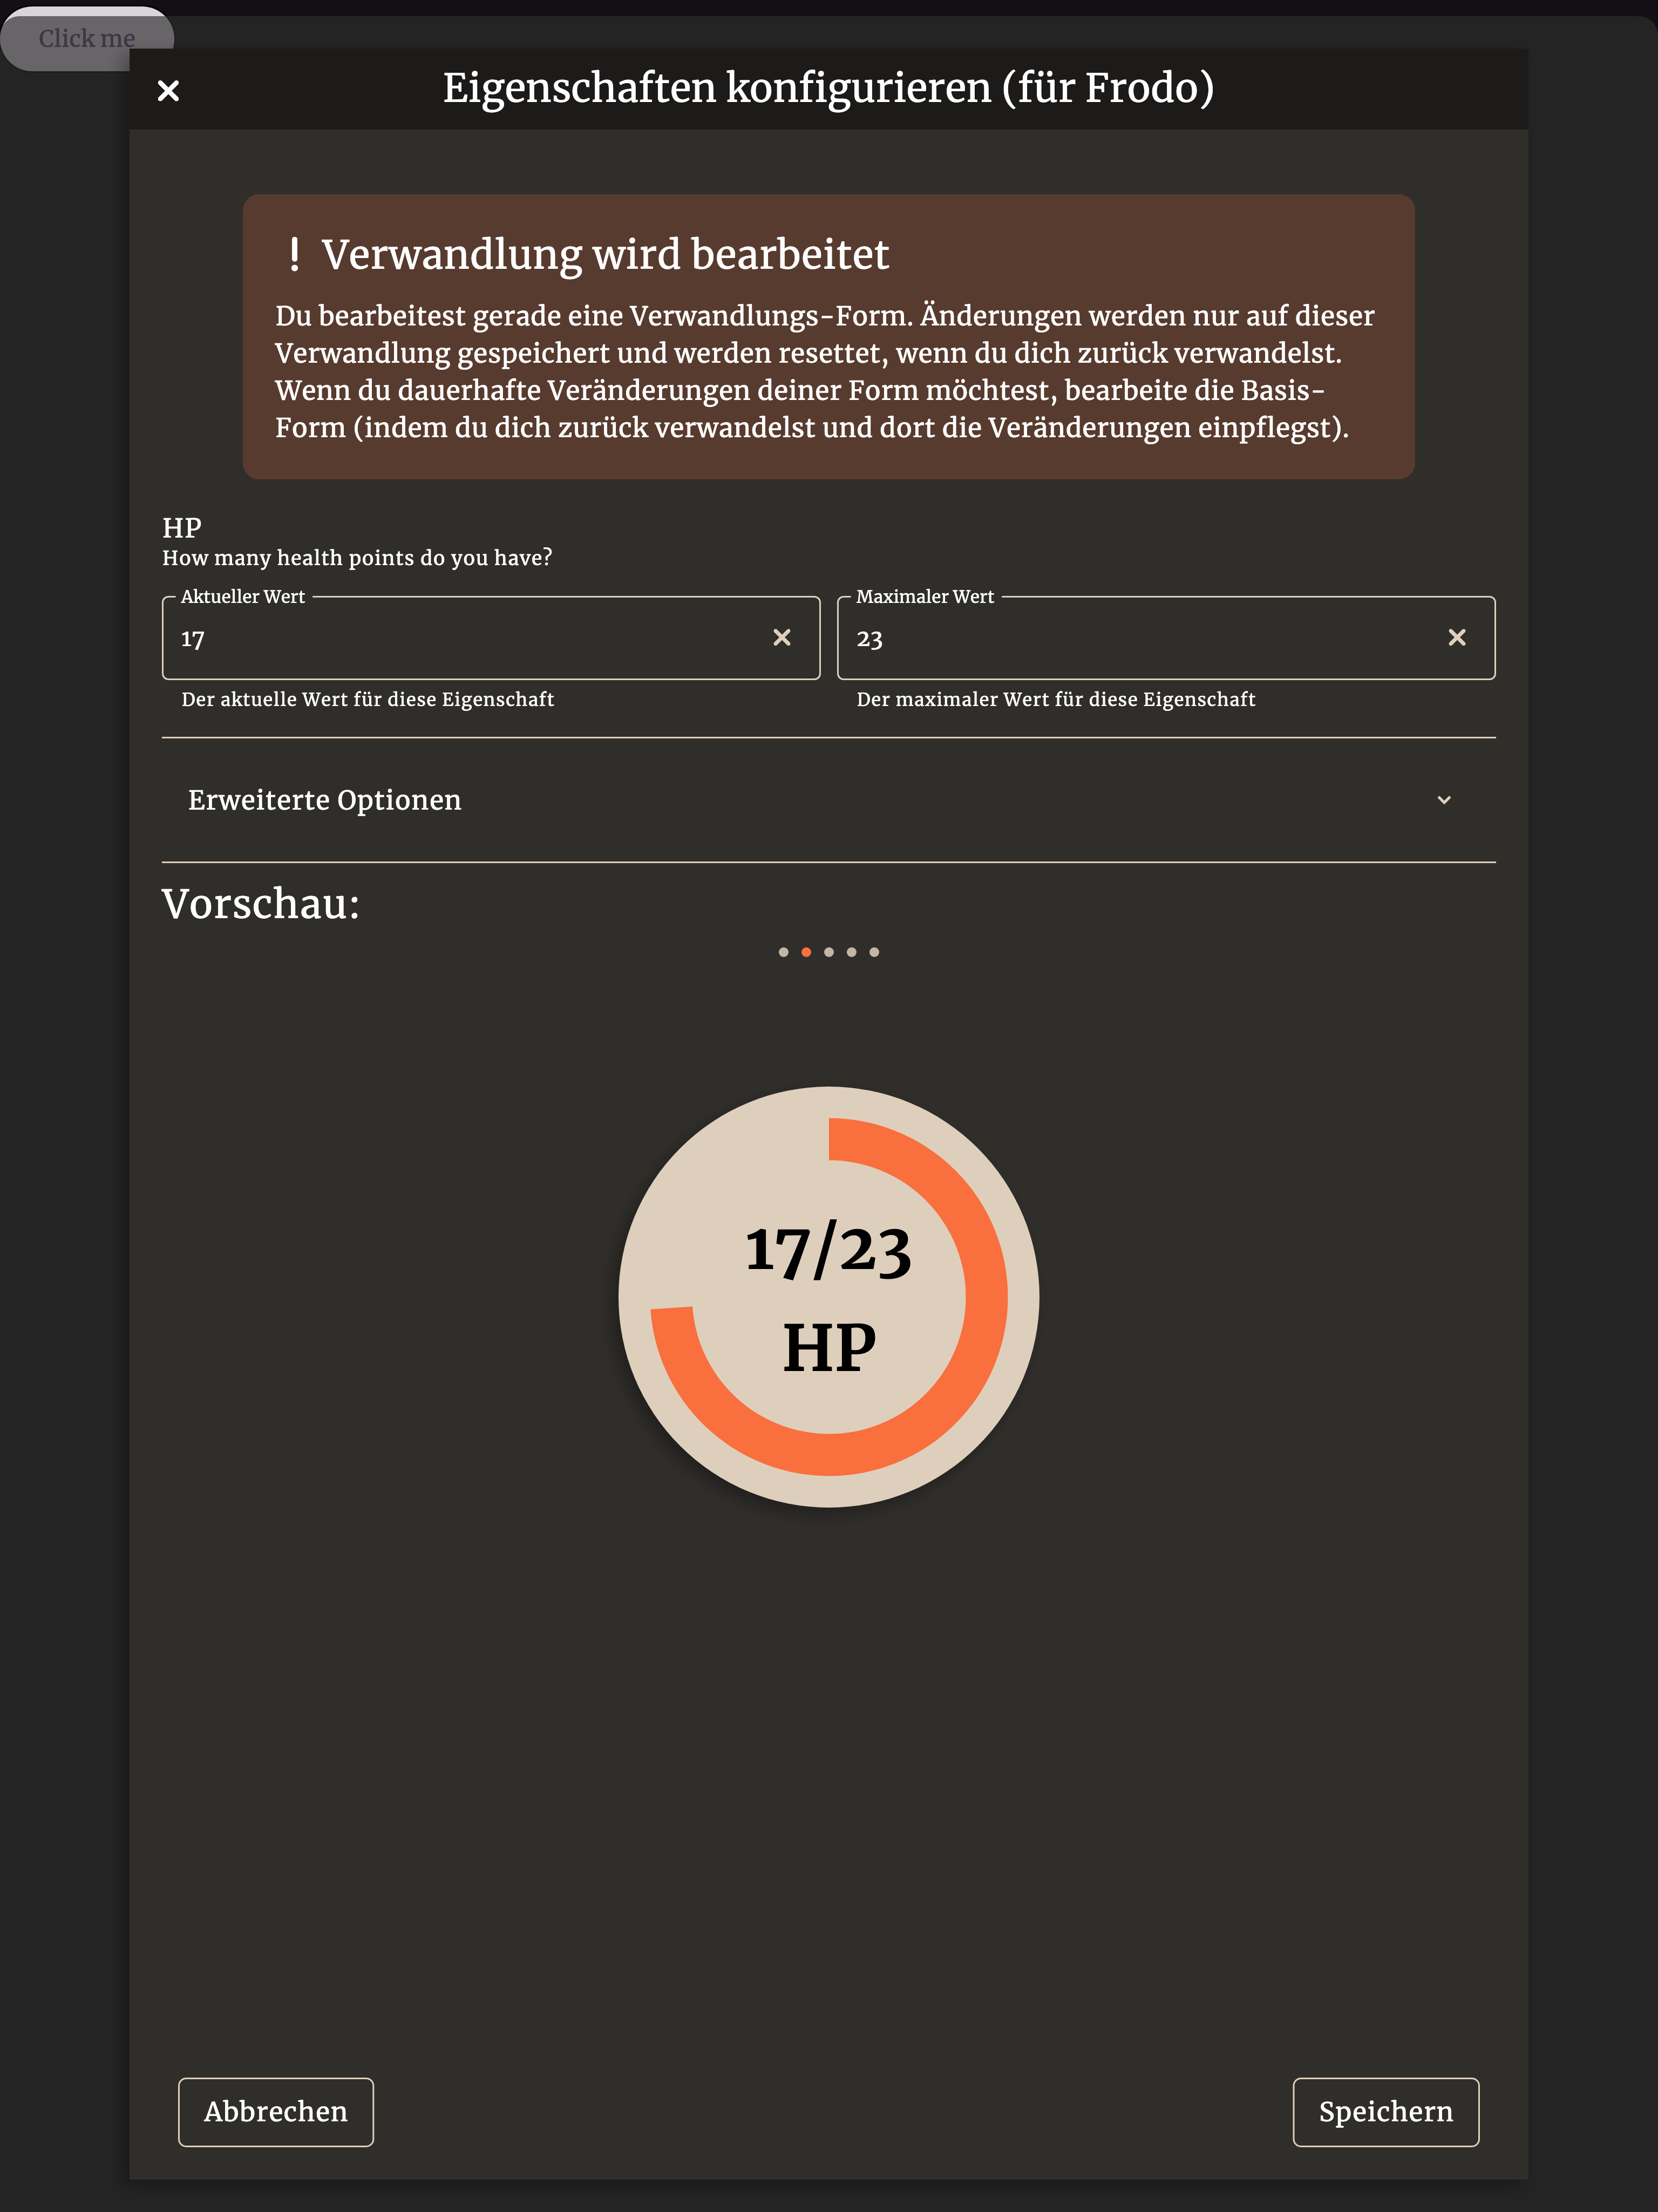 Click me
Eigenschaften konfigurieren (für Frodo)
! Verwandlung wird bearbeitet
Du bearbeitest gerade eine Verwandlungs-Form. Änderungen werden nur auf dieser
Verwandlung gespeichert und werden resettet, wenn du dich zurück verwandelst.
Wenn du dauerhafte Veränderungen deiner Form möchtest, bearbeite die Basis-
Form (indem du dich zurück verwandelst und dort die Veränderungen einpflegst).
HP
How many health points do you have?
Aktueller Wert
17
Der aktuelle Wert für diese Eigenschaft
Maximaler Wert
23
Der maximaler Wert für diese Eigenschaft
Erweiterte Optionen
Vorschau:
17/23
HP
Abbrechen
Speichern